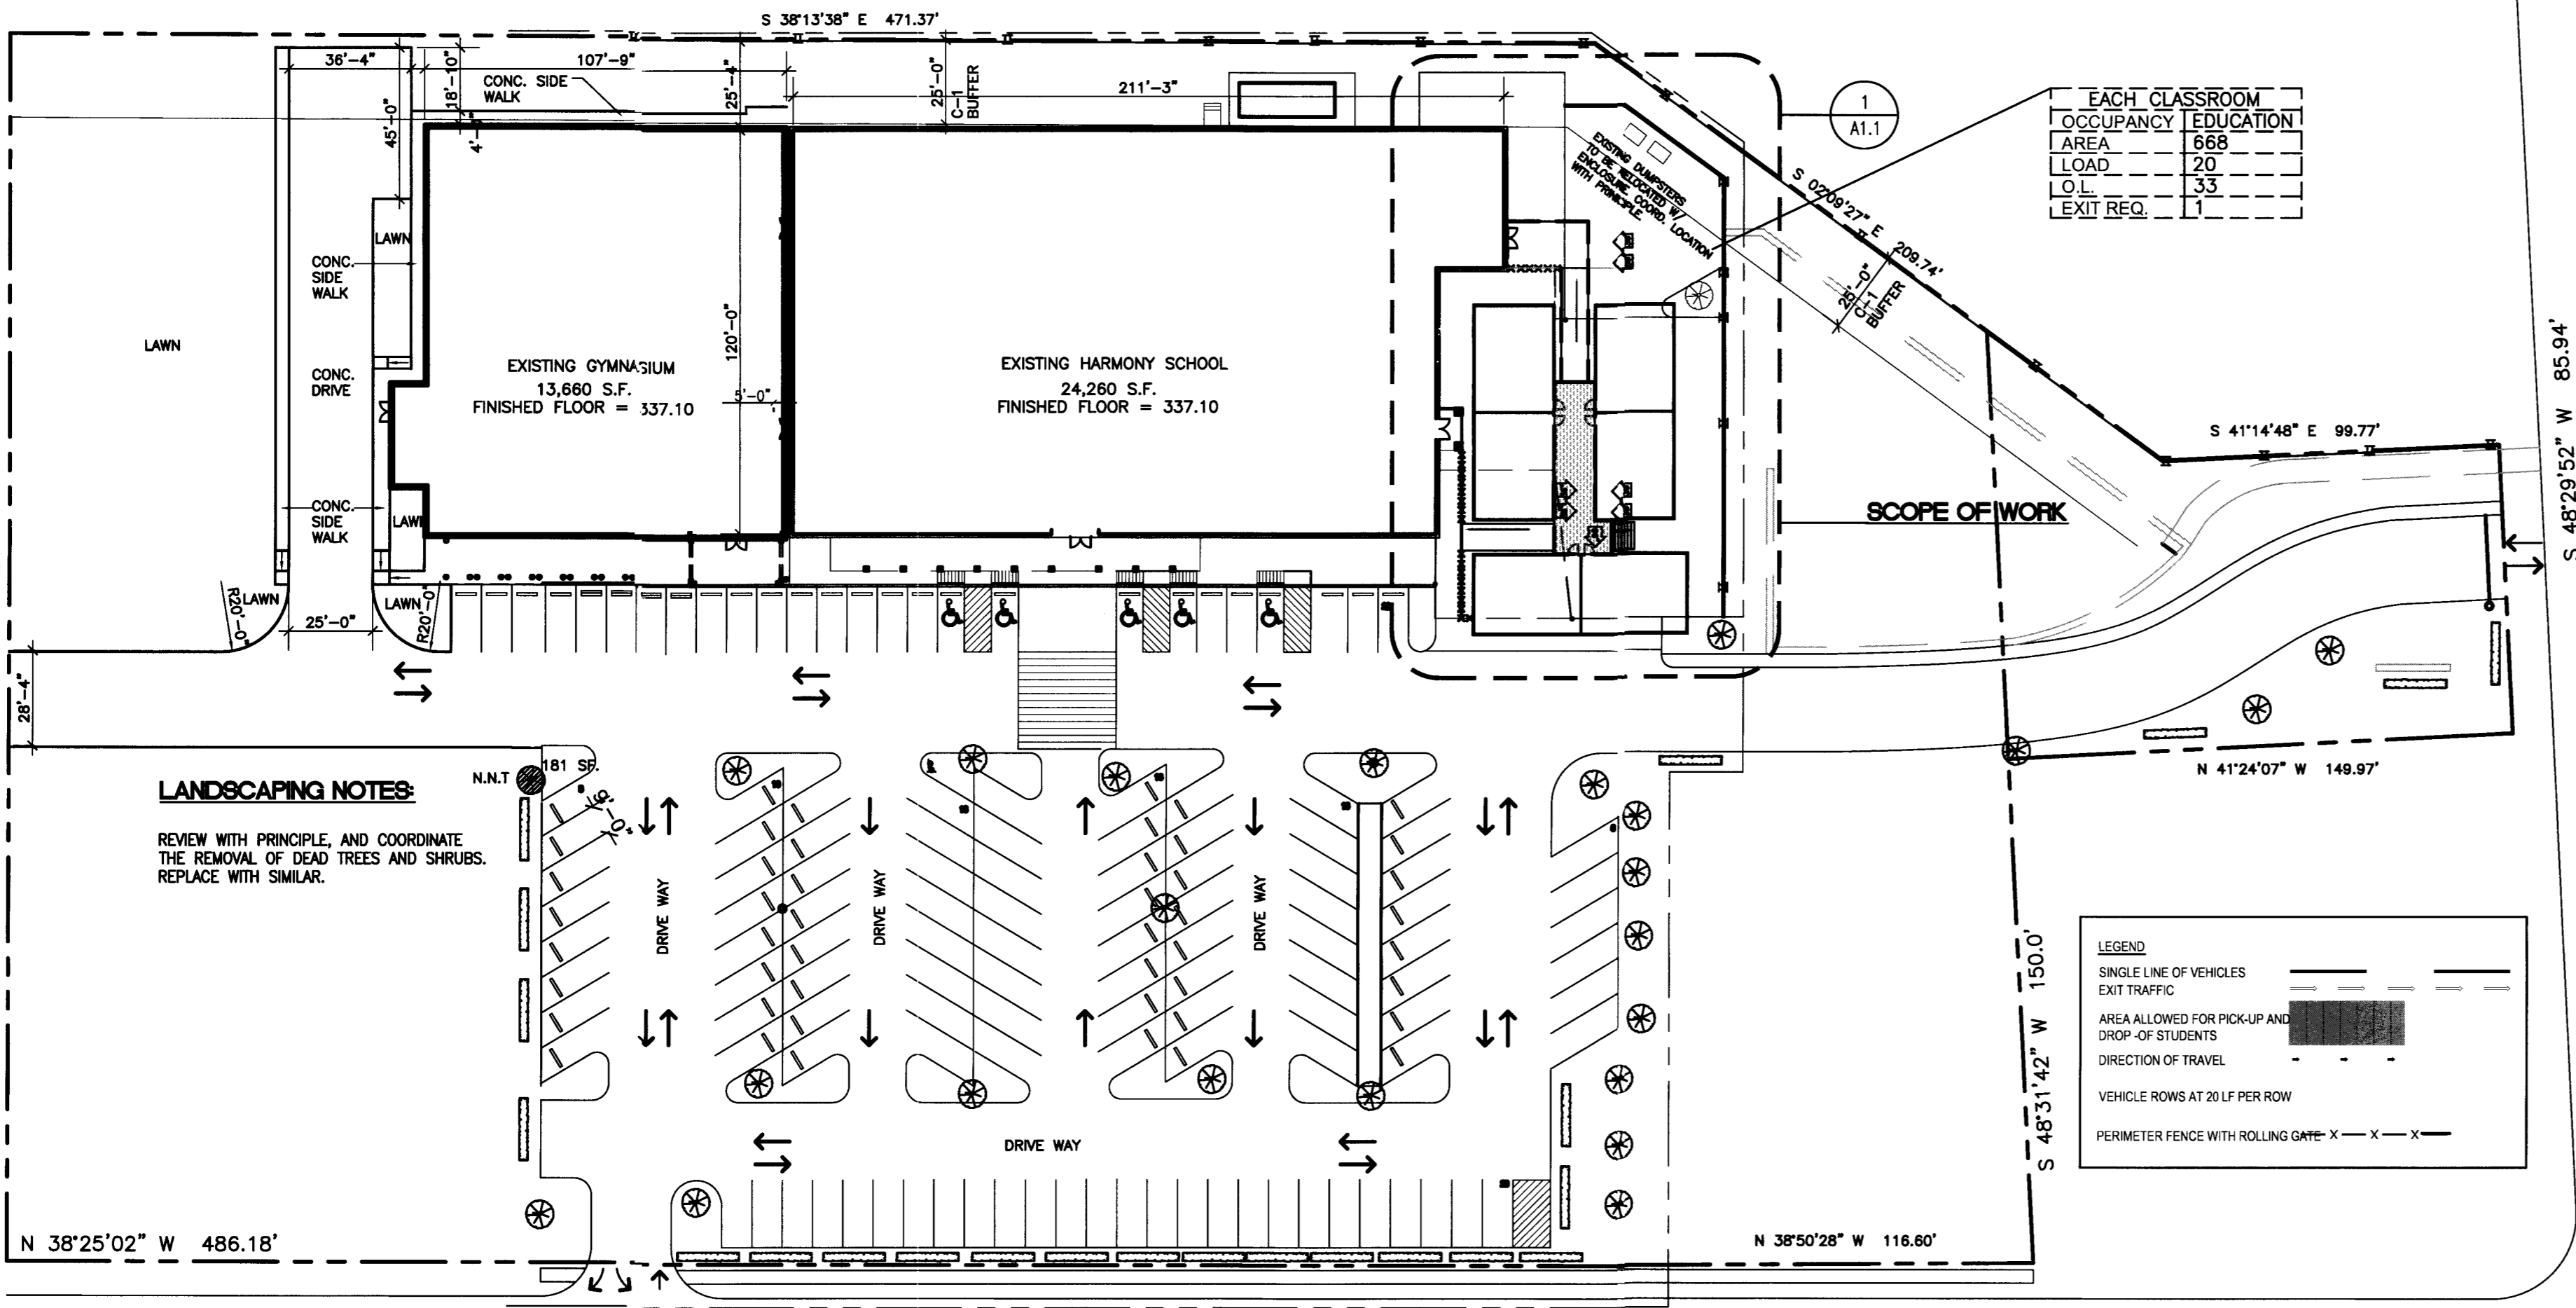 S 38°13'38" E 471.37'
36'-4"
107'-9"
18'-10"
CONC. SIDE
WALK
45'-0"
4'-
25'-4"
25'-0"
C-1
BUFFER
211'-3"
1
A1.1
EACH CLASSROOM
OCCUPANCY EDUCATION
AREA 668
LOAD 20
O.L. 33
EXIT REQ. 1
EXISTING DUMPSTERS
TO BE RELOCATED W/
ENCLOSURE. COORD. LOCATION
WITH PRINCIPLE.
S 02°09'27" E 209.74'
25'-0"
C-1
BUFFER
LAWN
CONC.
SIDE
WALK
LAWN
CONC.
DRIVE
120'-0"
5'-0"
EXISTING GYMNASIUM
13,660 S.F.
FINISHED FLOOR = 337.10
EXISTING HARMONY SCHOOL
24,260 S.F.
FINISHED FLOOR = 337.10
S 41°14'48" E 99.77'
S 48°29'52" W 85.94'
CONC.
SIDE
WALK
LAWN
SCOPE OF WORK
LAWN
R20'-0"
25'-0"
LAWN
R20'-0"
28'-4"
N 41°24'07" W 149.97'
LANDSCAPING NOTES:
REVIEW WITH PRINCIPLE, AND COORDINATE
THE REMOVAL OF DEAD TREES AND SHRUBS.
REPLACE WITH SIMILAR.
N.N.T
181 SF.
9'-0"
DRIVE WAY
DRIVE WAY
DRIVE WAY
DRIVE WAY
S 48°31'42" W 150.0'
LEGEND
SINGLE LINE OF VEHICLES
EXIT TRAFFIC
AREA ALLOWED FOR PICK-UP AND
DROP -OF STUDENTS
DIRECTION OF TRAVEL
VEHICLE ROWS AT 20 LF PER ROW
PERIMETER FENCE WITH ROLLING GATE X X X
N 38°25'02" W 486.18'
N 38°50'28" W 116.60'